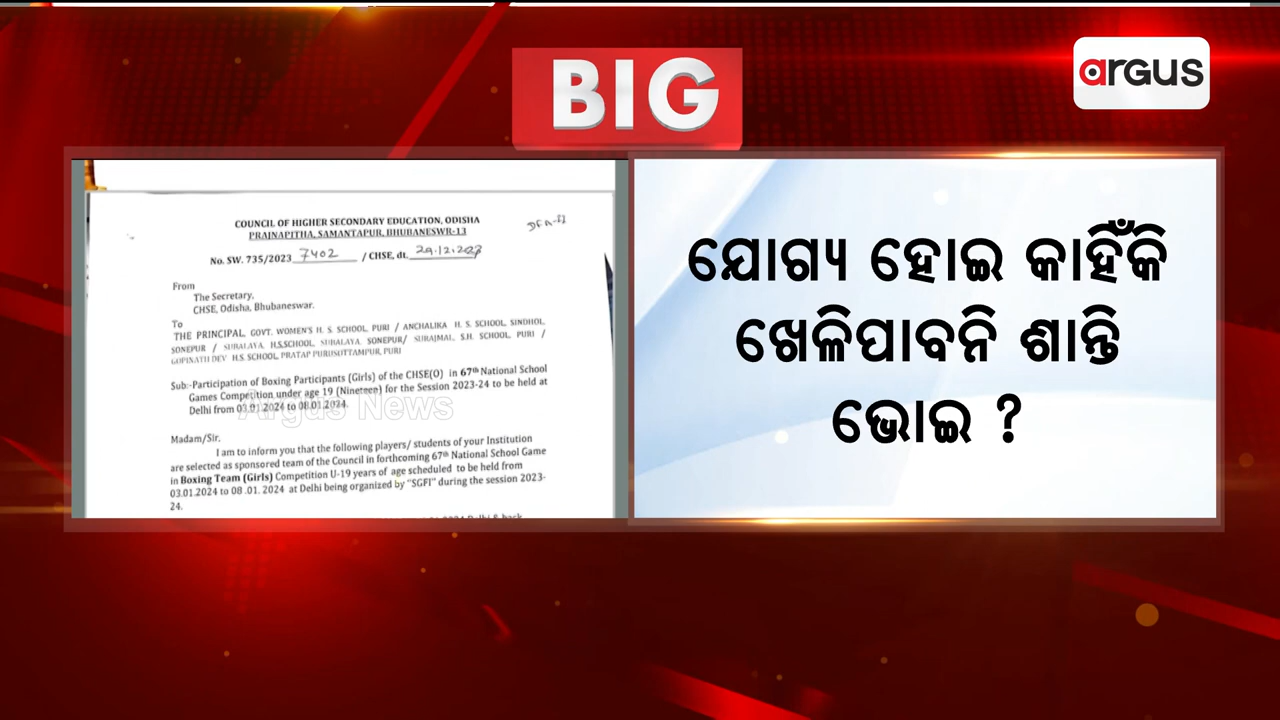 BIG
argus
COUNCIL OF HIGHER SECONDARY EDUCATION, ODISHA
PRAJNAPITHA, SAMANTAPUR, BHUBANESWR-13
No. SW. 735/2023 7402 / CHSE, dt. 29.12.2023
From
The Secretary,
CHSE, Odisha, Bhubaneswar.
To
THE PRINCIPAL, GOVT. WOMEN'S H. S. SCHOOL, PURI / ANCHALIKA H. S. SCHOOL, SINDHOL,
SONEPUR / SUBALAYA H.S.SCHOOL, SUBALAYA, SONEPUR/ SURAJMAL S.H. SCHOOL, PURI /
GOPINATH DEV H.S. SCHOOL, PRATAP PURUSUTTAMPUR, PURI
Sub:-Participation of Boxing Participants (Girls) of the CHSE(O) in 67th National School
Games Competition under age 19 (Nineteen) for the Session 2023-24 to be held at
Delhi from 03.01.2024 to 08.01.2024.
Argus News
Madam/Sir,
I am to inform you that the following players/ students of your Institution
are selected as sponsored team of the Council in forthcoming 67th National School Game
in Boxing Team (Girls) Competition U-19 years of age scheduled to be held from
03.01.2024 to 08 .01. 2024 at Delhi being organized by "SGFI" during the session 2023-
24.
ଯୋଗ୍ୟ ହୋଇ କାହିଁକି
ଖେଳିପାବନି ଶାନ୍ତି
ଭୋଇ ?